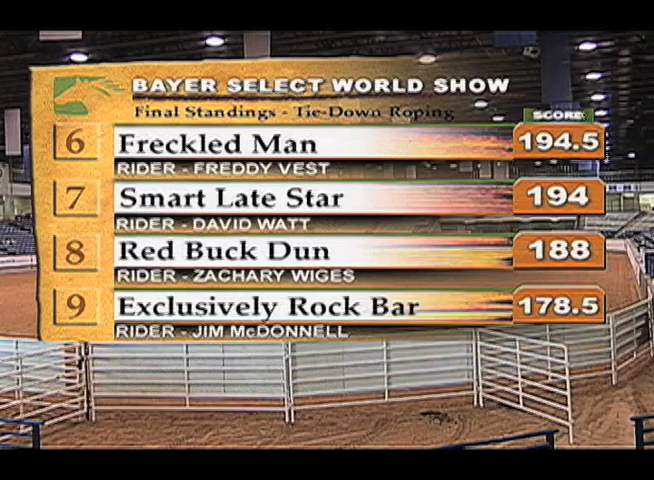 BAYER SELECT WORLD SHOW
Final Standings - Tie-Down Roping
SCORE
6 Freckled Man 194.5
RIDER - FREDDY VEST
7 Smart Late Star 194
RIDER - DAVID WATT
8 Red Buck Dun 188
RIDER - ZACHARY WIGES
9 Exclusively Rock Bar 178.5
RIDER - JIM McDONNELL